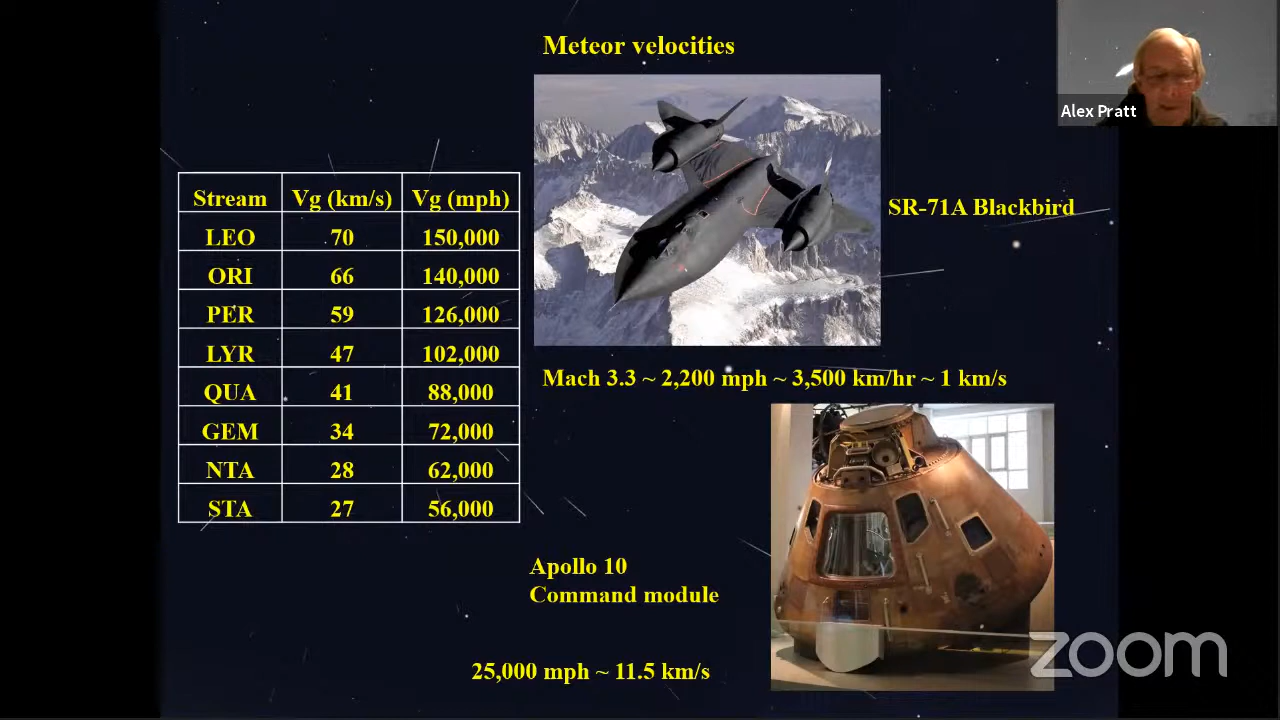 Meteor velocities
Alex Pratt
Stream Vg (km/s) Vg (mph)
LEO 70 150,000
ORI 66 140,000
PER 59 126,000
LYR 47 102,000
QUA 41 88,000
GEM 34 72,000
NTA 28 62,000
STA 27 56,000
SR-71A Blackbird
Mach 3.3 ~ 2,200 mph ~ 3,500 km/hr ~ 1 km/s
Apollo 10
Command module
25,000 mph ~ 11.5 km/s
zoom